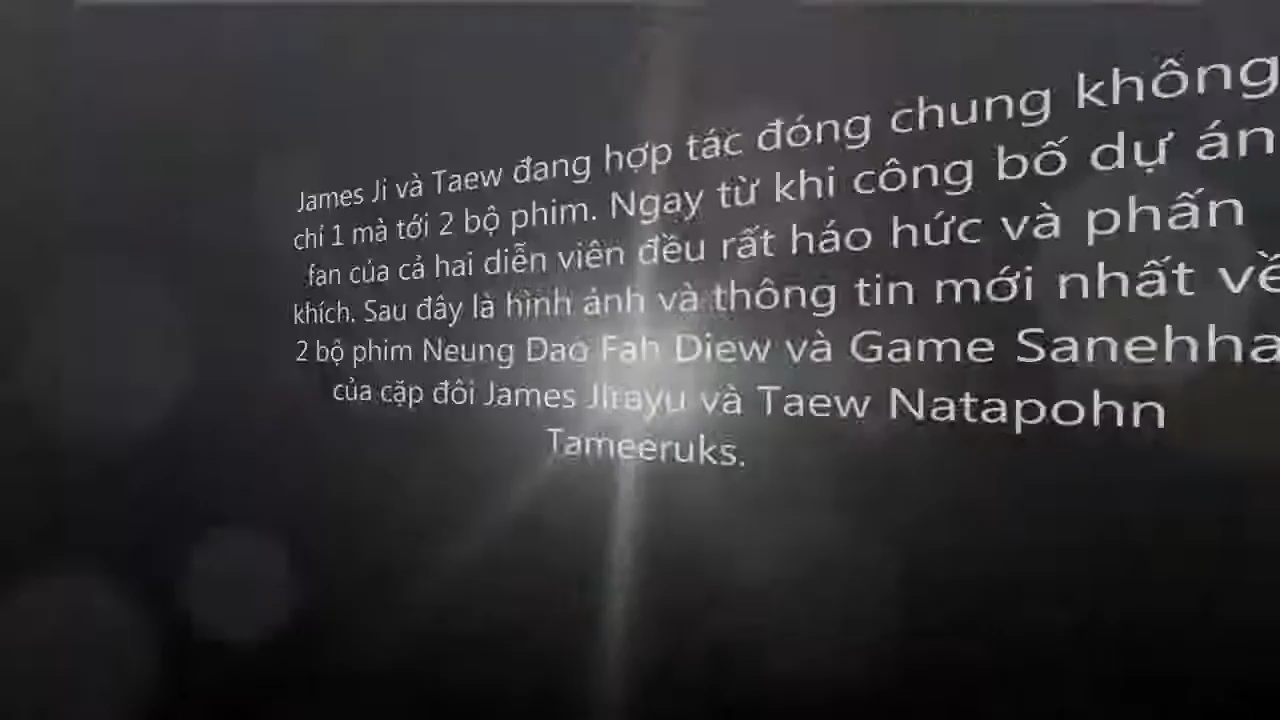 James Ji và Taew đang hợp tác đóng chung không
chỉ 1 mà tới 2 bộ phim. Ngay từ khi công bố dự án
fan của cả hai diễn viên đều rất háo hức và phấn
khích. Sau đây là hình ảnh và thông tin mới nhất về
2 bộ phim Neung Dao Fah Diew và Game Sanehha
của cặp đôi James Jirayu và Taew Natapohn
Tameeruks.